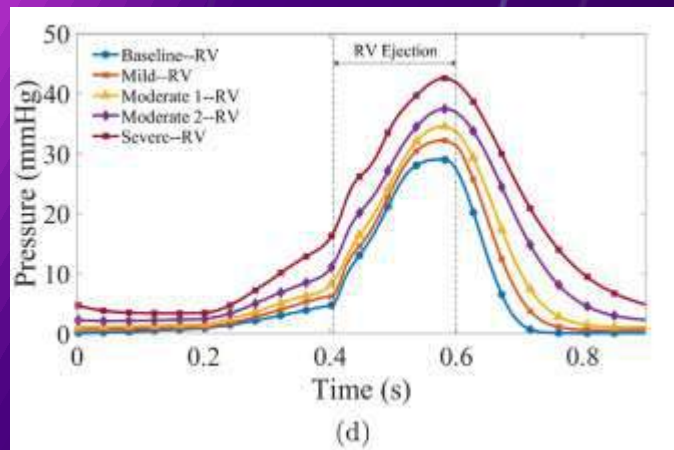 50
40
30
20
10
0
Pressure (mmHg)
Baseline--RV
Mild--RV
Moderate 1--RV
Moderate 2--RV
Severe--RV
RV Ejection
0
0.2
0.4
0.6
0.8
Time (s)
(d)